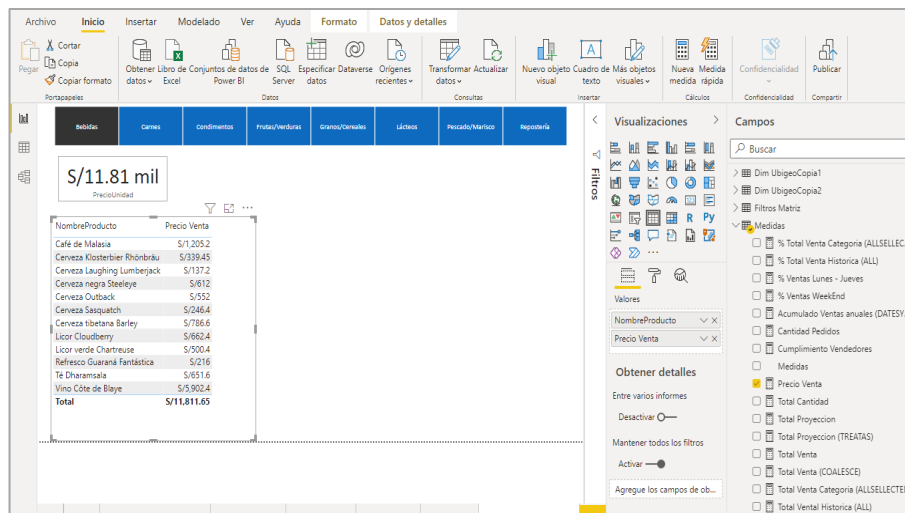 Archivo Inicio Insertar Modelado Ver Ayuda Formato Datos y detalles
Pegar
Cortar
Copia
Copiar formato
Portapapeles
Obtener datos
Libro de Excel
Conjuntos de datos de Power BI
SQL Server
Especificar datos
Dataverse
Orígenes recientes
Datos
Transformar datos
Actualizar
Consultas
Nuevo objeto visual
Cuadro de texto
Más objetos visuales
Insertar
Nueva medida
Medida rápida
Cálculos
Confidencialidad
Confidencialidad
Publicar
Compartir
Bebidas Carnes Condimentos Frutas/Verduras Granos/Cereales Lácteos Pescado/Marisco Repostería
S/11.81 mil
PrecioUnidad
NombreProducto Precio Venta
Café de Malasia S/1,205.2
Cerveza Klosterbier Rhönbräu S/339.45
Cerveza Laughing Lumberjack S/137.2
Cerveza negra Steeleye S/612
Cerveza Outback S/552
Cerveza Sasquatch S/246.4
Cerveza tibetana Barley S/786.6
Licor Cloudberry S/662.4
Licor verde Chartreuse S/500.4
Refresco Guaraná Fantástica S/216
Té Dharamsala S/651.6
Vino Côte de Blaye S/5,902.4
Total S/11,811.65
Filtros
Visualizaciones
R Py
Valores
NombreProducto
Precio Venta
Obtener detalles
Entre varios informes
Desactivar
Mantener todos los filtros
Activar
Agregue los campos de ob...
Campos
Buscar
Dim UbigeoCopia1
Dim UbigeoCopia2
Filtros Matriz
Medidas
% Total Venta Categoria (ALLSELLEC
% Total Venta Historica (ALL)
% Ventas Lunes - Jueves
% Ventas WeekEnd
Acumulado Ventas anuales (DATESY
Cantidad Pedidos
Cumplimiento Vendedores
Medidas
Precio Venta
Total Cantidad
Total Proyeccion
Total Proyeccion (TREATAS)
Total Venta
Total Venta (COALESCE)
Total Venta Categoria (ALLSELLECTE
Total Vental Historica (ALL)